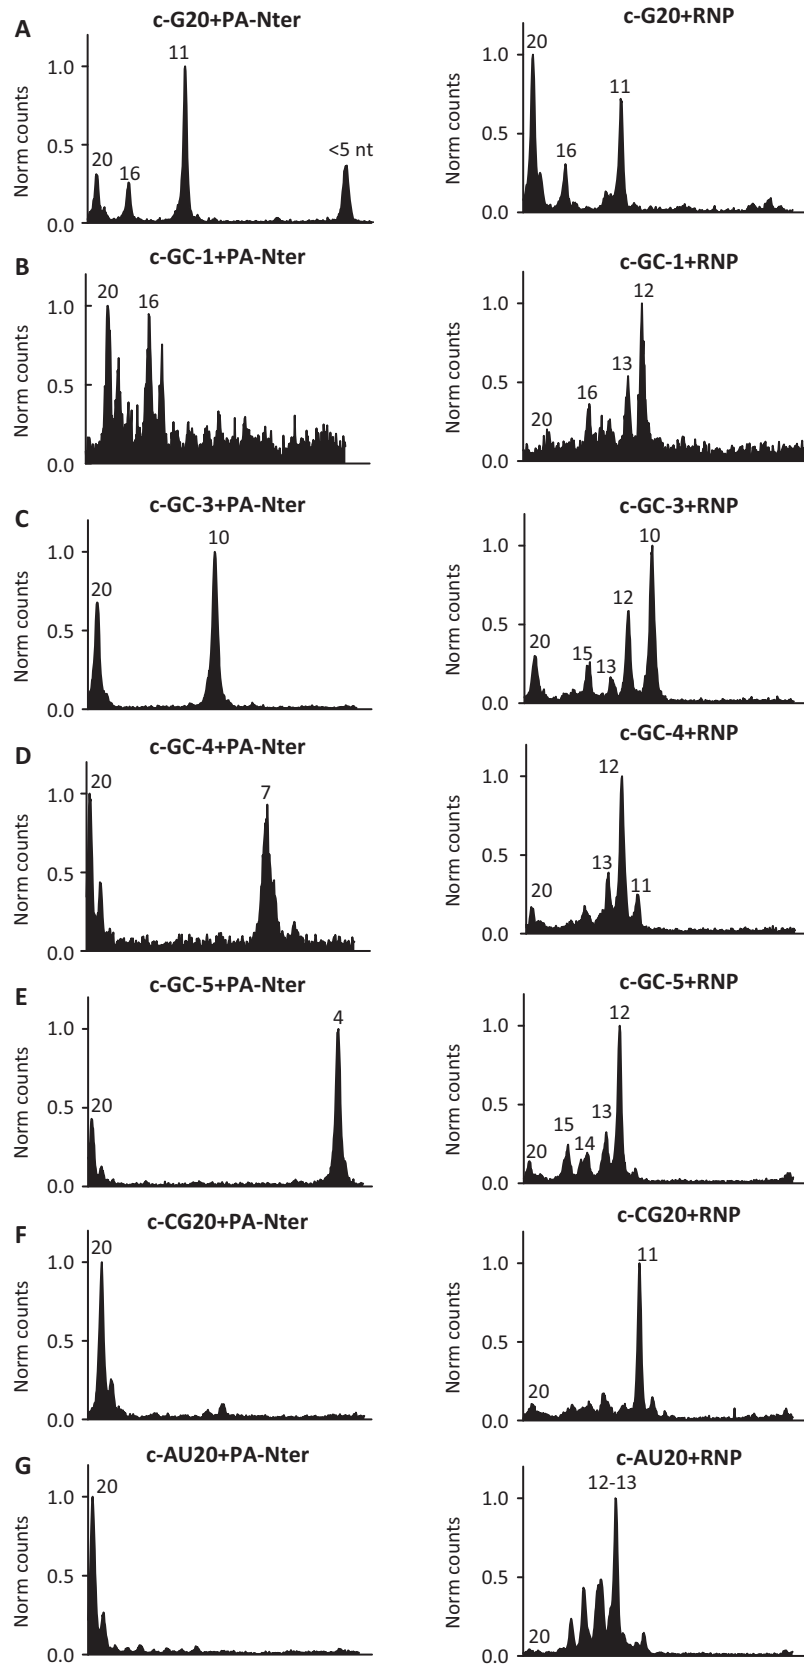 A
c-G20+PA-Nter
Norm counts
1.0
0.5
0.0
20
16
11
<5 nt
c-G20+RNP
Norm counts
1.0
0.5
0.0
20
16
11
B
c-GC-1+PA-Nter
Norm counts
1.0
0.5
0.0
20
16
c-GC-1+RNP
Norm counts
1.0
0.5
0.0
20
16
13
12
C
c-GC-3+PA-Nter
Norm counts
1.0
0.5
0.0
20
10
c-GC-3+RNP
Norm counts
1.0
0.5
0.0
20
15
13
12
10
D
c-GC-4+PA-Nter
Norm counts
1.0
0.5
0.0
20
7
c-GC-4+RNP
Norm counts
1.0
0.5
0.0
20
13
12
11
E
c-GC-5+PA-Nter
Norm counts
1.0
0.5
0.0
20
4
c-GC-5+RNP
Norm counts
1.0
0.5
0.0
20
15
14
13
12
F
c-CG20+PA-Nter
Norm counts
1.0
0.5
0.0
20
c-CG20+RNP
Norm counts
1.0
0.5
0.0
20
11
G
c-AU20+PA-Nter
Norm counts
1.0
0.5
0.0
20
c-AU20+RNP
Norm counts
1.0
0.5
0.0
20
12-13